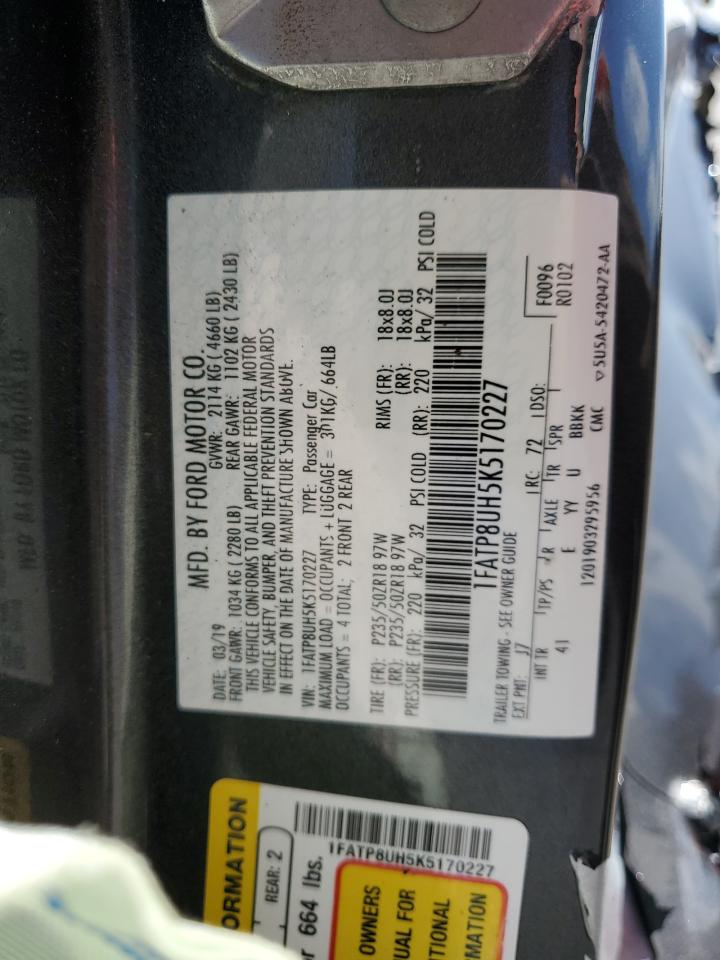 MFD. BY FORD MOTOR CO.
DATE: 03/19 GVWR: 2114 KG ( 4660 LB)
FRONT GAWR: 1034 KG ( 2280 LB) REAR GAWR: 1102 KG ( 2430 LB)
THIS VEHICLE CONFORMS TO ALL APPLICABLE FEDERAL MOTOR
VEHICLE SAFETY, BUMPER, AND THEFT PREVENTION STANDARDS
IN EFFECT ON THE DATE OF MANUFACTURE SHOWN ABOVE.
VIN: 1FATP8UH5K5170227 TYPE: Passenger Car
MAXIMUM LOAD = OCCUPANTS + LUGGAGE = 301KG/ 664LB
OCCUPANTS = 4 TOTAL; 2 FRONT 2 REAR
TIRE (FR): P235/50ZR18 97W RIMS (FR): 18x8.0J
(RR): P235/50ZR18 97W (RR): 18x8.0J
PRESSURE (FR): 220 kPa/ 32 PSI COLD (RR): 220 kPa/ 32 PSI COLD
1FATP8UH5K5170227
TRAILER TOWING - SEE OWNER GUIDE
EXT PNT: J7 RC: 72 DSO: F0096
R0102
INT TR TP/PS R AXLE TR SPR
41 E YY U BBKK
1201903295956 CMC 5U5A-5420472-AA
ORMATION
REAR: 2
664 lbs.
1FATP8UH5K5170227
OWNERS
UAL FOR
TIONAL
MATION